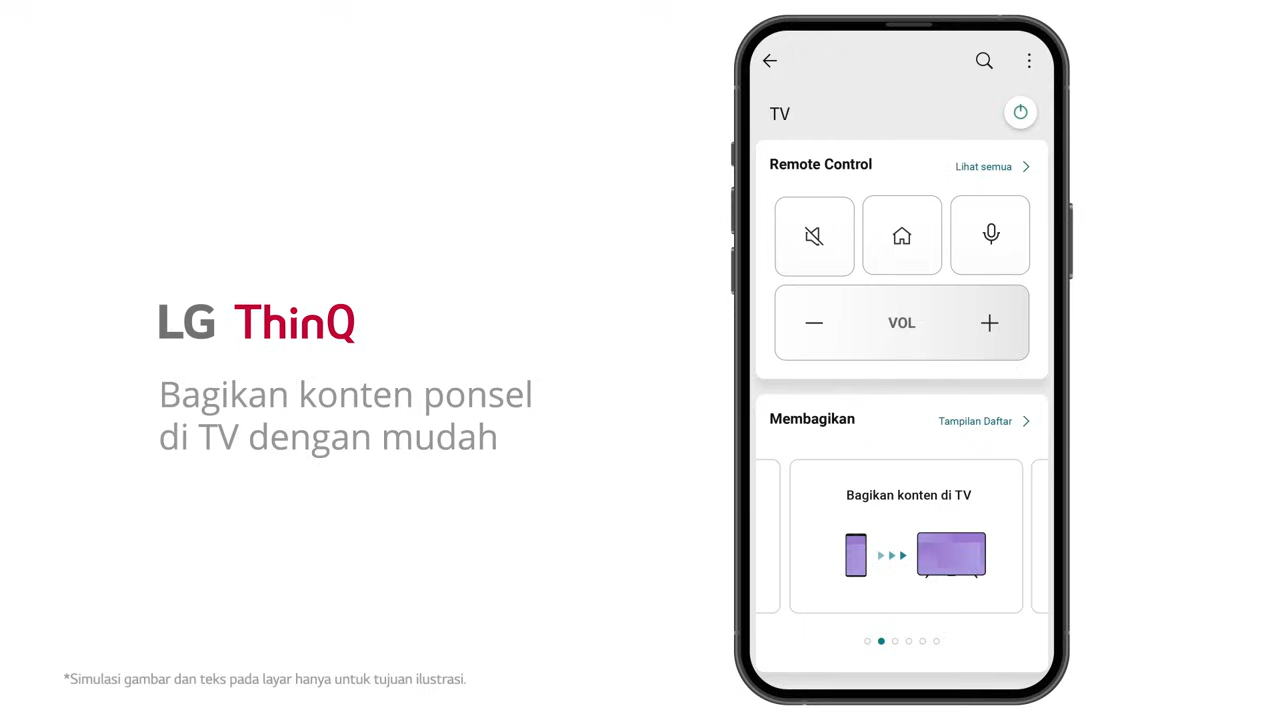 LG ThinQ
Bagikan konten ponsel
di TV dengan mudah
*Simulasi gambar dan teks pada layar hanya untuk tujuan ilustrasi.
TV
Remote Control
Lihat semua
VOL
Membagikan
Tampilan Daftar
Bagikan konten di TV